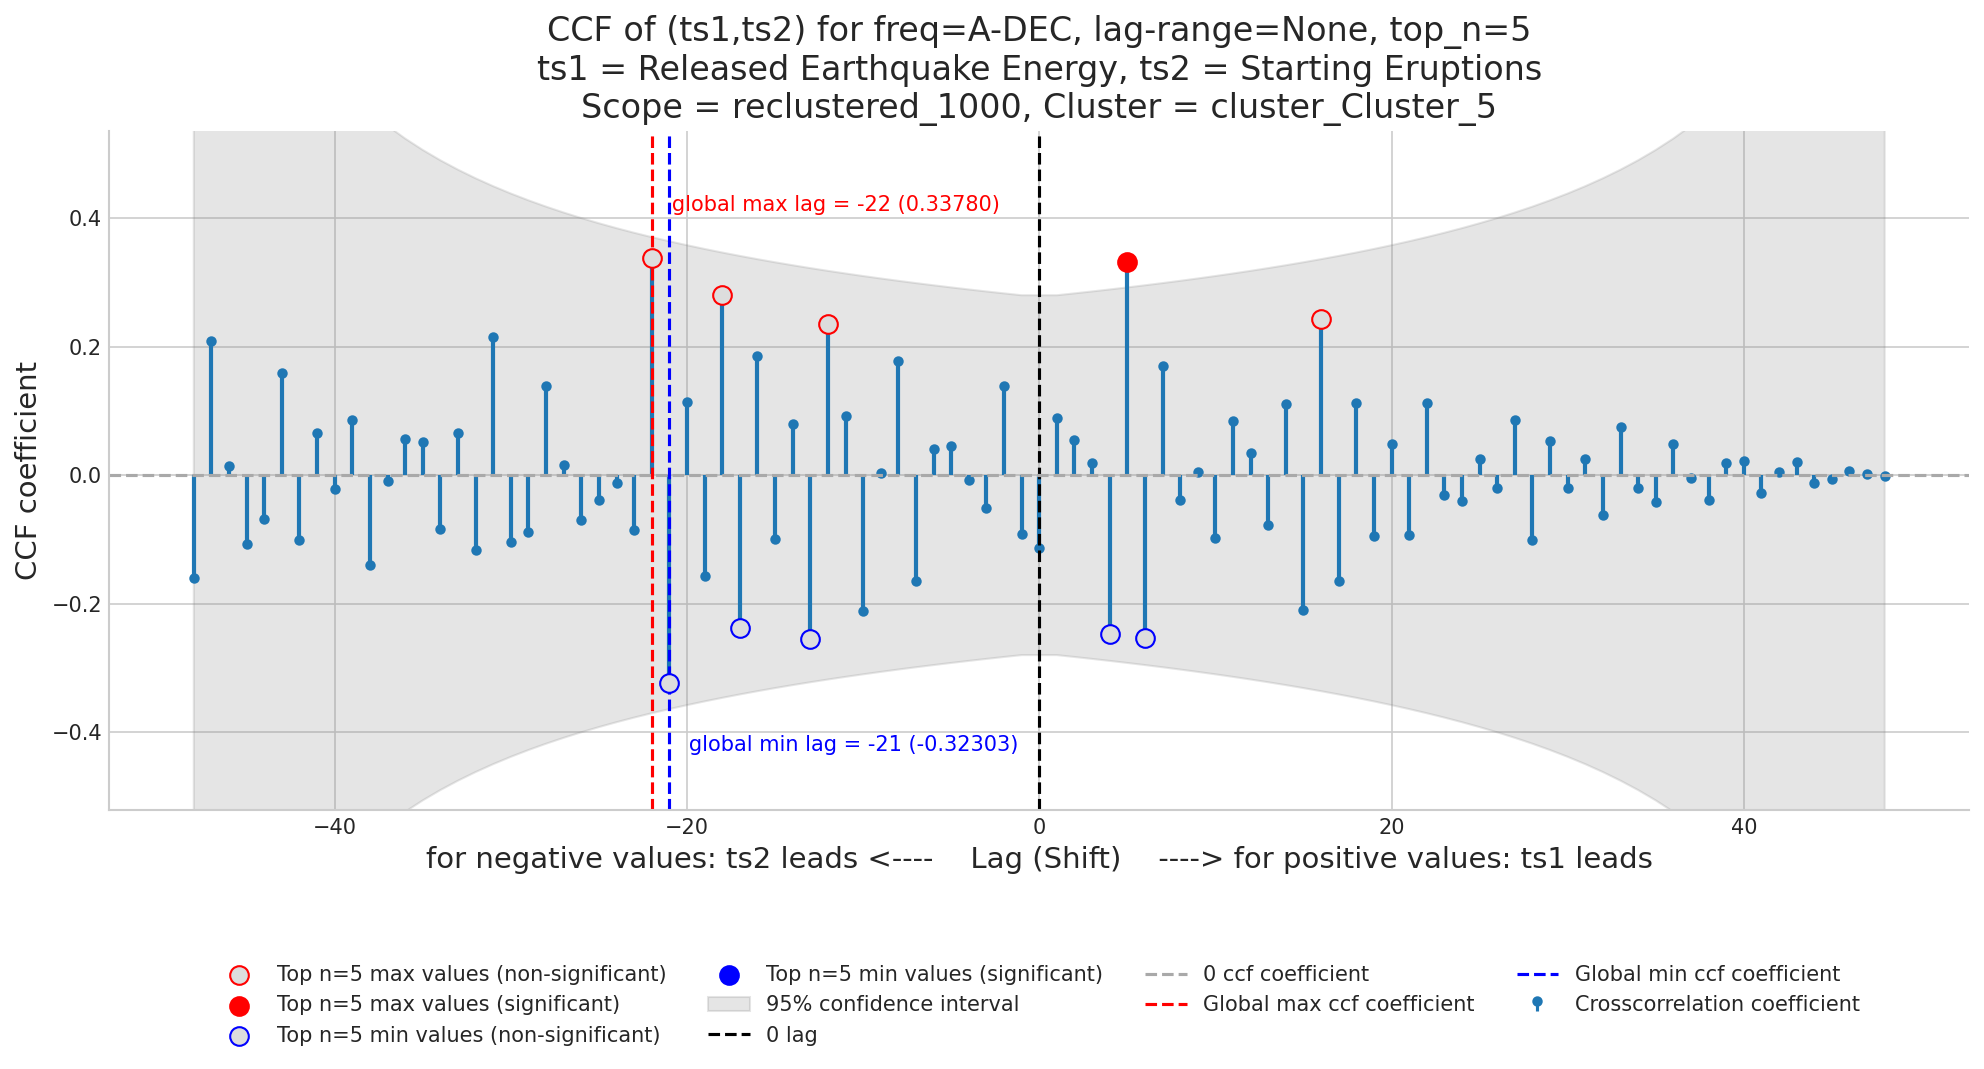 CCF of (ts1,ts2) for freq=A-DEC, lag-range=None, top_n=5
ts1 = Released Earthquake Energy, ts2 = Starting Eruptions
Scope = reclustered_1000, Cluster = cluster_Cluster_5
CCF coefficient
0.4
0.2
0.0
−0.2
−0.4
global max lag = -22 (0.33780)
global min lag = -21 (-0.32303)
−40
−20
0
20
40
for negative values: ts2 leads <----    Lag (Shift)    ----> for positive values: ts1 leads
Top n=5 max values (non-significant)
Top n=5 max values (significant)
Top n=5 min values (non-significant)
Top n=5 min values (significant)
95% confidence interval
0 lag
0 ccf coefficient
Global max ccf coefficient
Global min ccf coefficient
Crosscorrelation coefficient